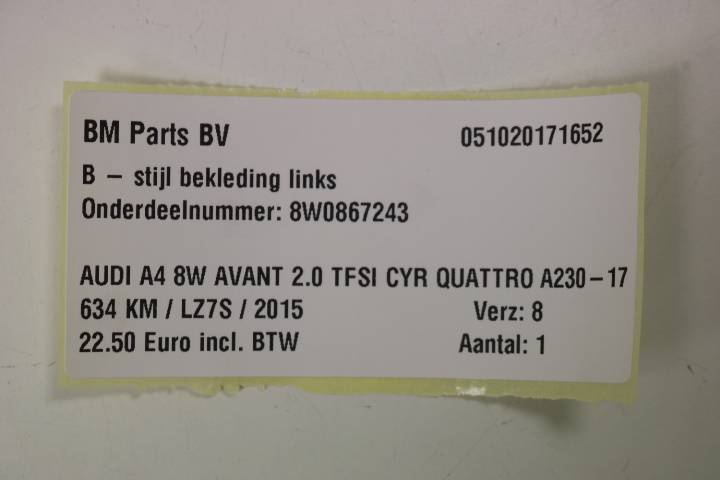 BM Parts BV 051020171652
B – stijl bekleding links
Onderdeelnummer: 8W0867243
AUDI A4 8W AVANT 2.0 TFSI CYR QUATTRO A230–17
634 KM / LZ7S / 2015 Verz: 8
22.50 Euro incl. BTW Aantal: 1